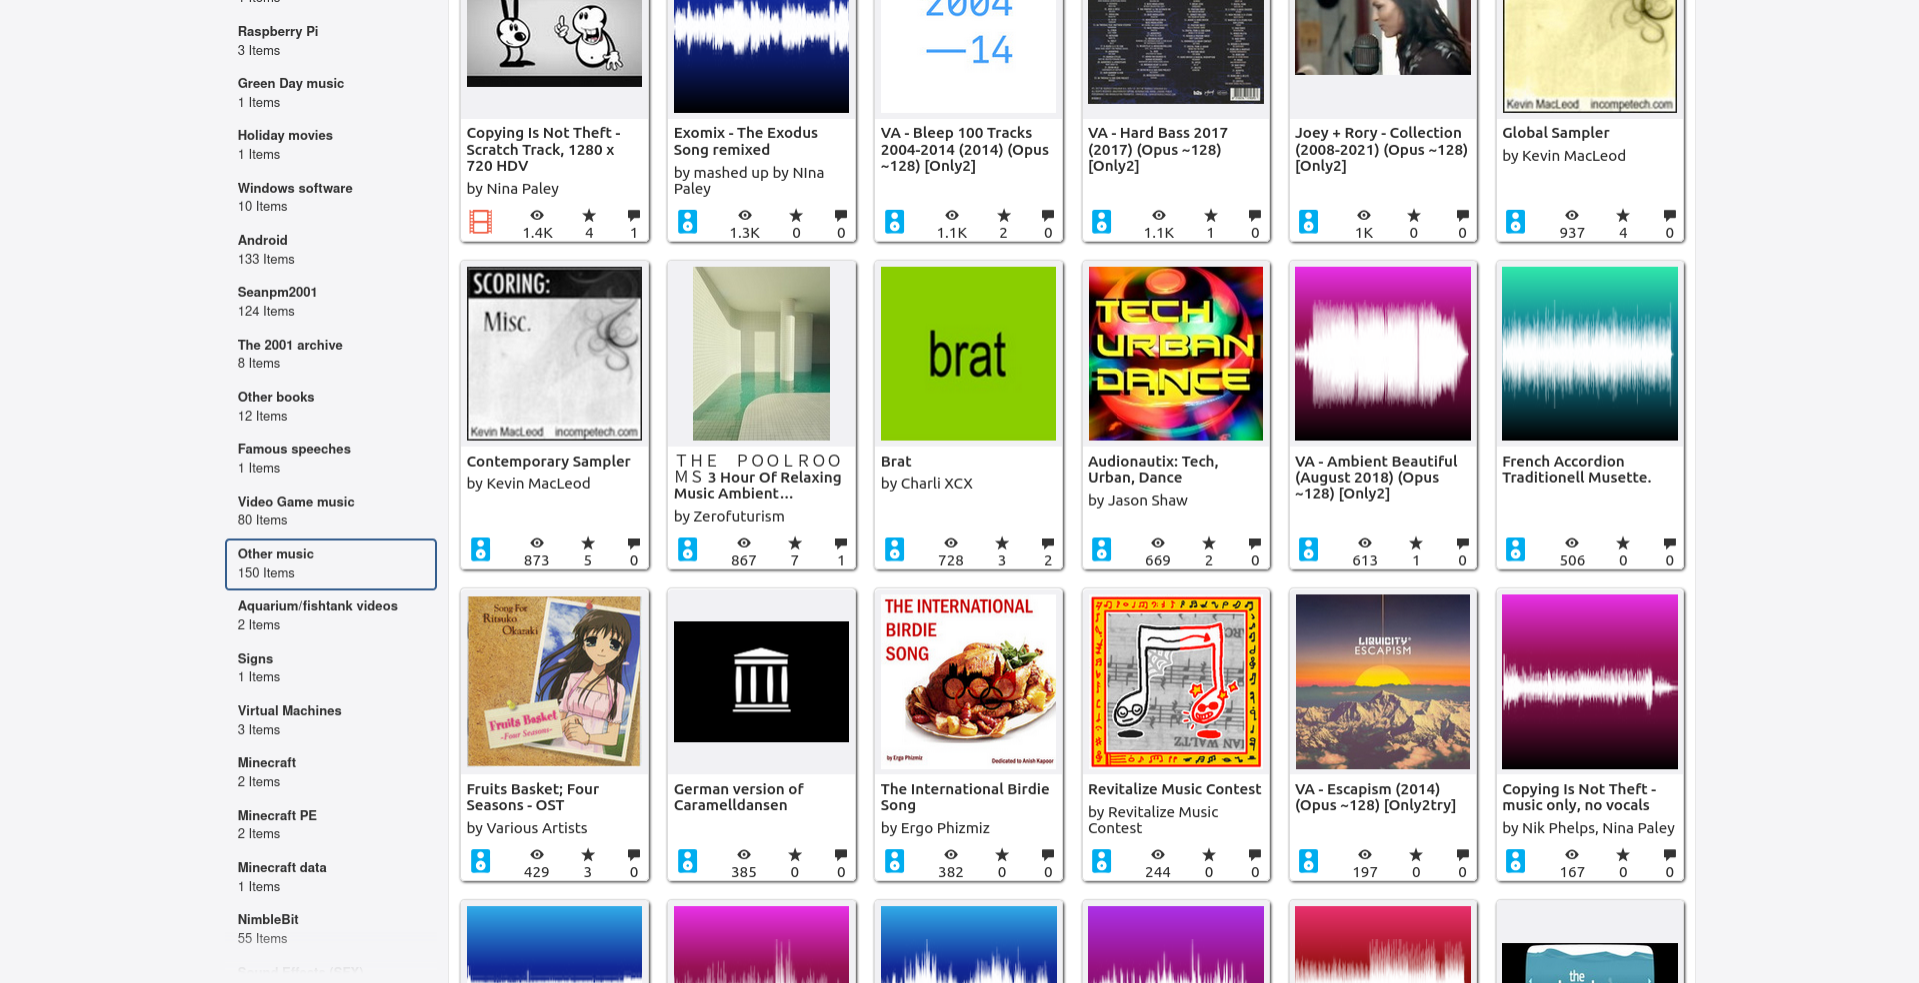 Raspberry Pi
3 Items
Green Day music
1 Items
Holiday movies
1 Items
Windows software
10 Items
Android
133 Items
Seanpm2001
124 Items
The 2001 archive
8 Items
Other books
12 Items
Famous speeches
1 Items
Video Game music
80 Items
Other music
150 Items
Aquarium/fishtank videos
2 Items
Signs
1 Items
Virtual Machines
3 Items
Minecraft
2 Items
Minecraft PE
2 Items
Minecraft data
1 Items
NimbleBit
55 Items
2004
—14
Kevin MacLeod incompetech.com
Copying Is Not Theft -
Scratch Track, 1280 x
720 HDV
by Nina Paley
1.4K 4 1
Exomix - The Exodus
Song remixed
by mashed up by NIna
Paley
1.3K 0 0
VA - Bleep 100 Tracks
2004-2014 (2014) (Opus
~128) [Only2]
1.1K 2 0
VA - Hard Bass 2017
(2017) (Opus ~128)
[Only2]
1.1K 1 0
Joey + Rory - Collection
(2008-2021) (Opus ~128)
[Only2]
1K 0 0
Global Sampler
by Kevin MacLeod
937 4 0
SCORING:
Misc.
Kevin MacLeod incompetech.com
Contemporary Sampler
by Kevin MacLeod
873 5 0
ＴＨＥ ＰＯＯＬＲＯＯ
ＭＳ 3 Hour Of Relaxing
Music Ambient…
by Zerofuturism
867 7 1
brat
Brat
by Charli XCX
728 3 2
TECH
URBAN
DANCE
Audionautix: Tech,
Urban, Dance
by Jason Shaw
669 2 0
VA - Ambient Beautiful
(August 2018) (Opus
~128) [Only2]
613 1 0
French Accordion
Traditionell Musette.
506 0 0
Song For
Ritsuko
Okazaki
Fruits Basket
-Four Seasons-
Fruits Basket; Four
Seasons - OST
by Various Artists
429 3 0
German version of
Caramelldansen
385 0 0
THE INTERNATIONAL
BIRDIE
SONG
by Ergo Phizmiz Dedicated to Anish Kapoor
The International Birdie
Song
by Ergo Phizmiz
382 0 0
Revitalize Music Contest
by Revitalize Music
Contest
244 0 0
LIQUICITY
ESCAPISM
VA - Escapism (2014)
(Opus ~128) [Only2try]
197 0 0
Copying Is Not Theft -
music only, no vocals
by Nik Phelps, Nina Paley
167 0 0
the